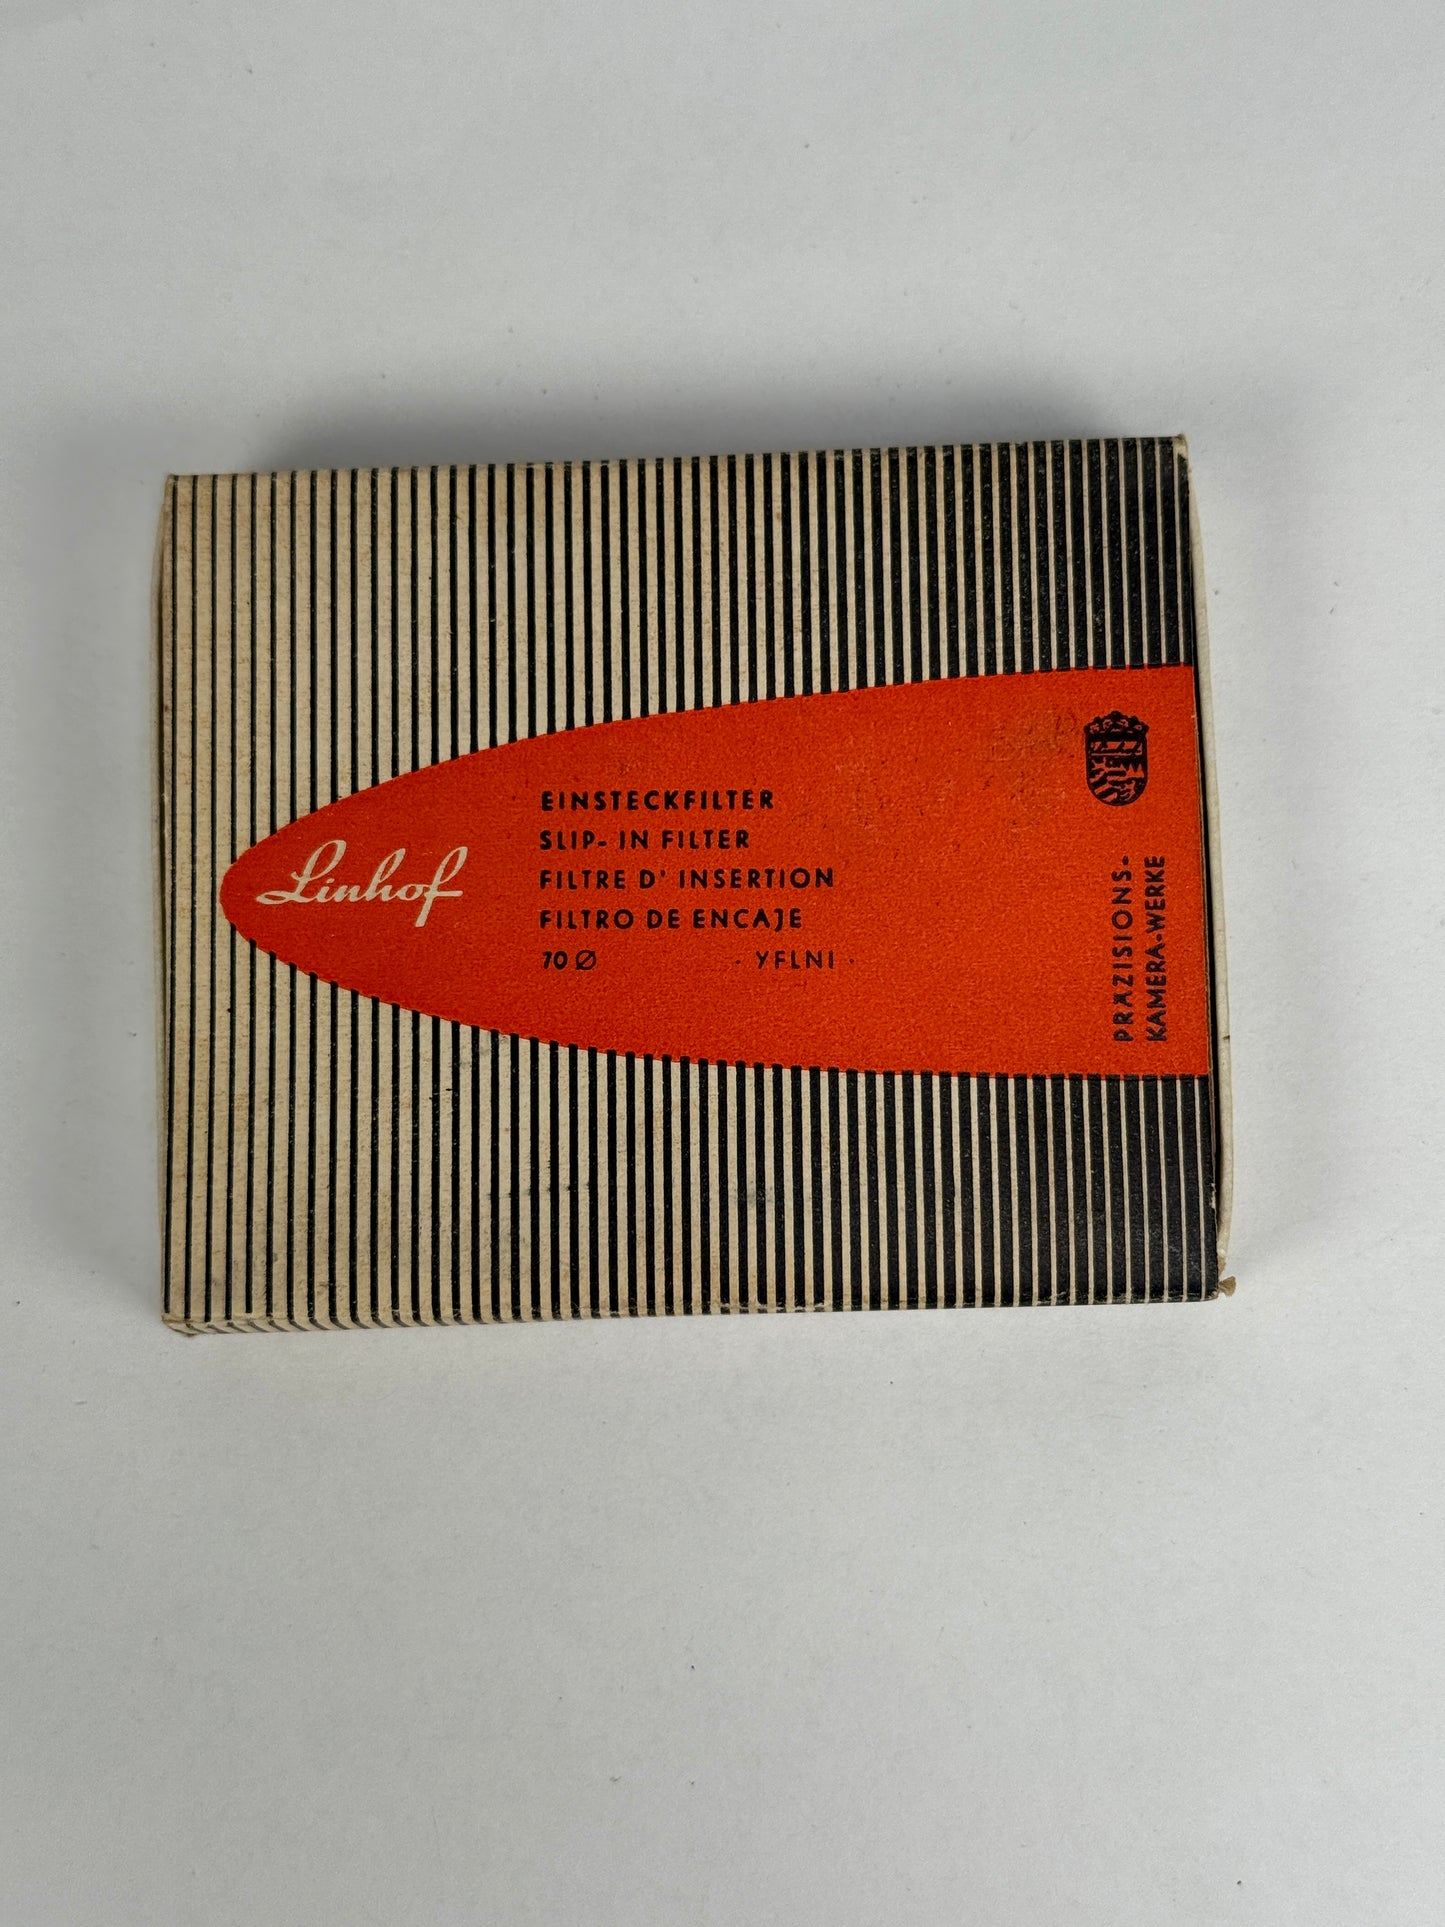 Linhof
EINSTECKFILTER
SLIP- IN FILTER
FILTRE D' INSERTION
FILTRO DE ENCAJE
70 Ø · YFLNI ·
PRÄZISIONS-
KAMERA-WERKE